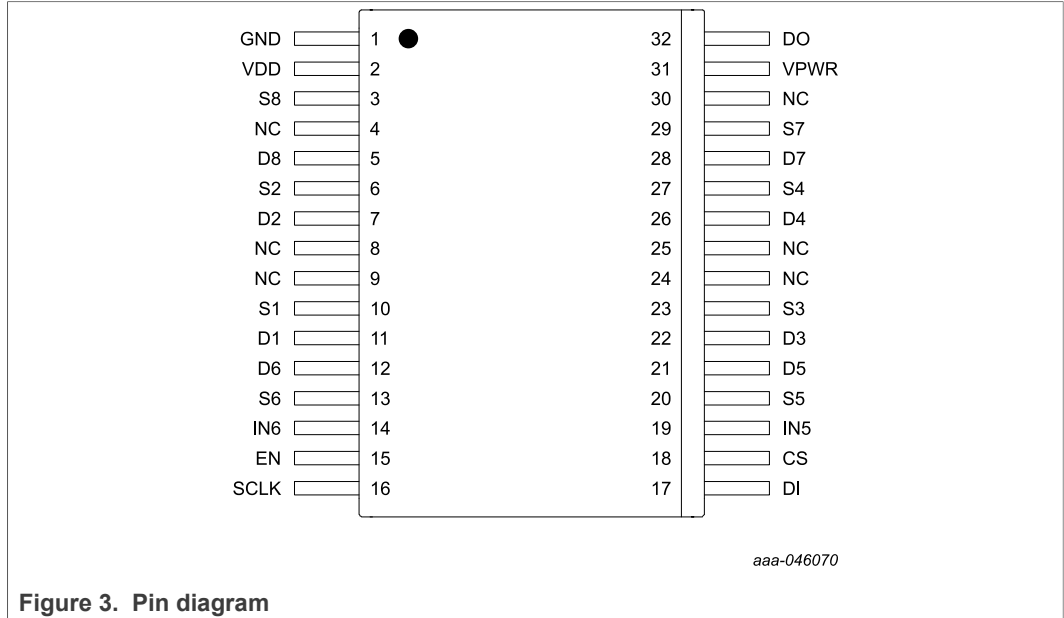 GND 1 32 DO
VDD 2 31 VPWR
S8 3 30 NC
NC 4 29 S7
D8 5 28 D7
S2 6 27 S4
D2 7 26 D4
NC 8 25 NC
NC 9 24 NC
S1 10 23 S3
D1 11 22 D3
D6 12 21 D5
S6 13 20 S5
IN6 14 19 IN5
EN 15 18 CS
SCLK 16 17 DI
aaa-046070
Figure 3. Pin diagram